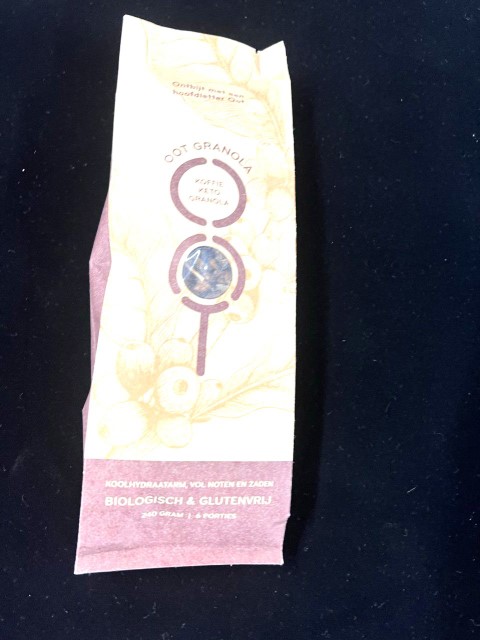 Ontbijt met een
hoofdletter Oot
OOT GRANOLA
KOFFIE
KETO
GRANOLA
OOT
KOOLHYDRAATARM, VOL NOTEN EN ZADEN
BIOLOGISCH & GLUTENVRIJ
240 GRAM | 6 PORTIES